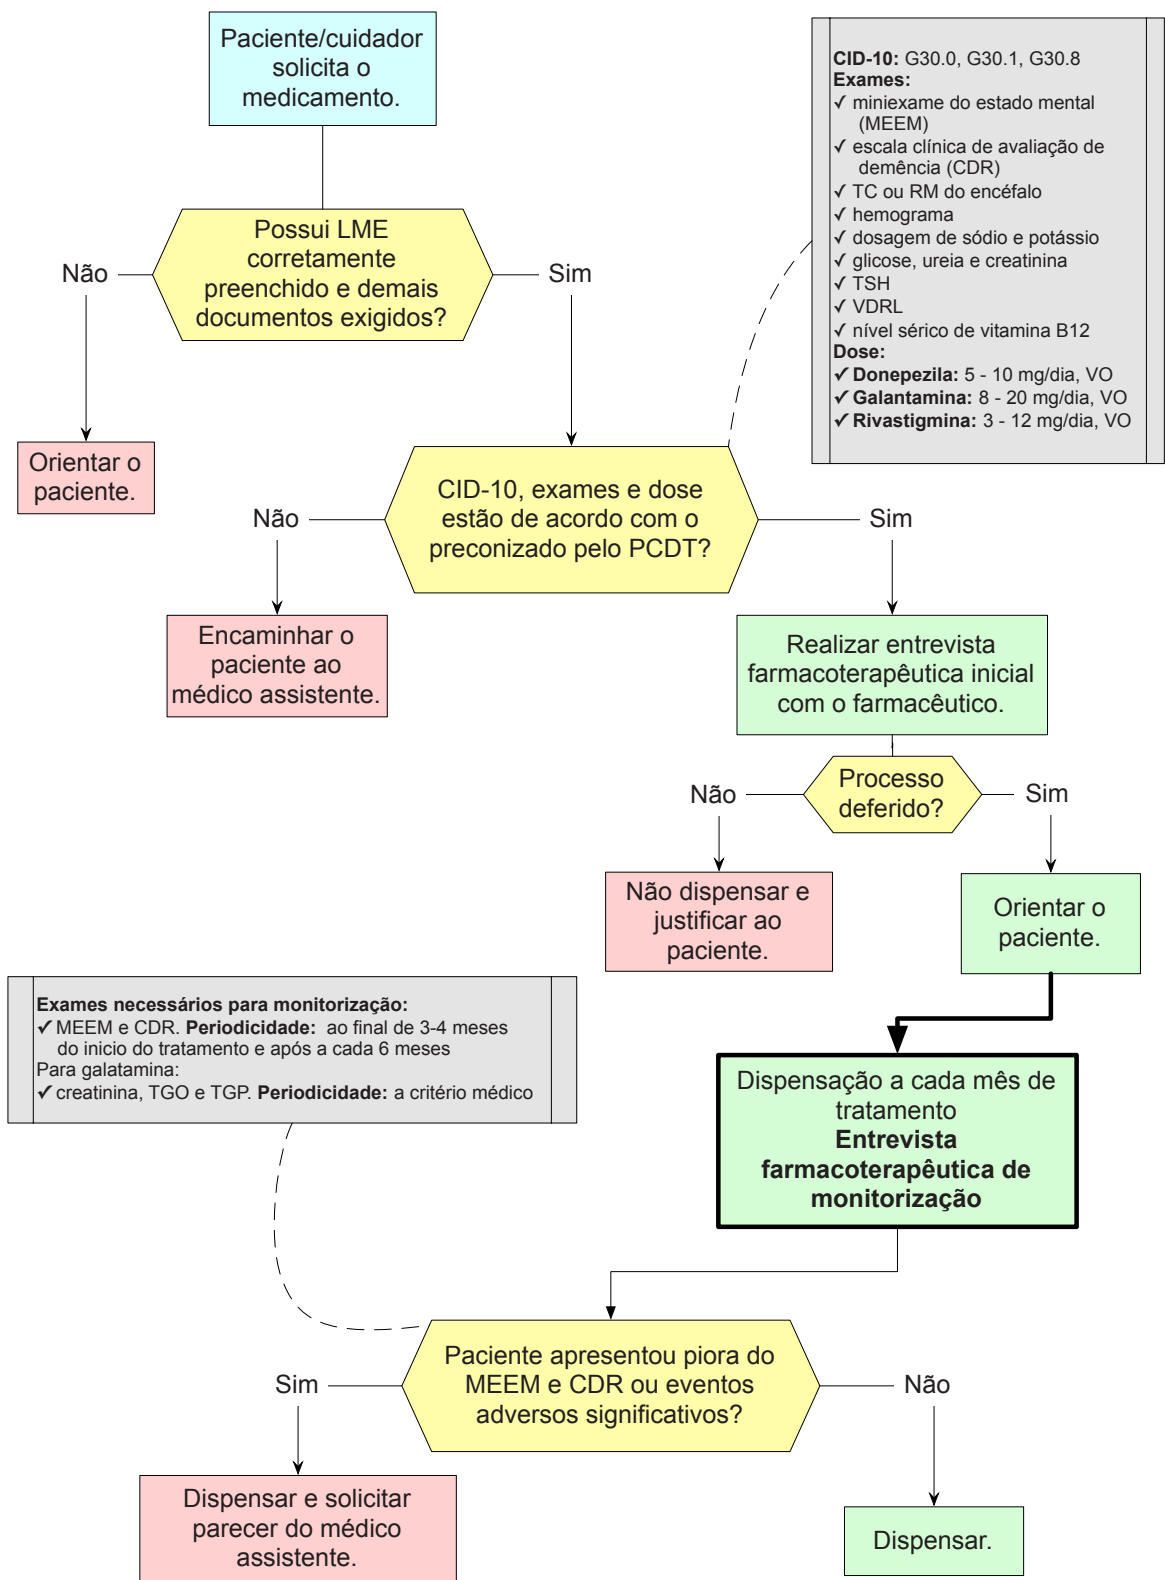 Paciente/cuidador
solicita o
medicamento.
CID-10: G30.0, G30.1, G30.8
Exames:
✓ miniexame do estado mental
(MEEM)
✓ escala clínica de avaliação de
demência (CDR)
✓ TC ou RM do encéfalo
✓ hemograma
✓ dosagem de sódio e potássio
✓ glicose, ureia e creatinina
✓ TSH
✓ VDRL
✓ nível sérico de vitamina B12
Dose:
✓ Donepezila: 5 - 10 mg/dia, VO
✓ Galantamina: 8 - 20 mg/dia, VO
✓ Rivastigmina: 3 - 12 mg/dia, VO
Possui LME
corretamente
preenchido e demais
documentos exigidos?
Não
Sim
Orientar o
paciente.
CID-10, exames e dose
estão de acordo com o
preconizado pelo PCDT?
Não
Sim
Encaminhar o
paciente ao
médico assistente.
Realizar entrevista
farmacoterapêutica inicial
com o farmacêutico.
Processo
deferido?
Não
Sim
Não dispensar e
justificar ao
paciente.
Orientar o
paciente.
Exames necessários para monitorização:
✓ MEEM e CDR. Periodicidade: ao final de 3-4 meses
do inicio do tratamento e após a cada 6 meses
Para galatamina:
✓ creatinina, TGO e TGP. Periodicidade: a critério médico
Dispensação a cada mês de
tratamento
Entrevista
farmacoterapêutica de
monitorização
Paciente apresentou piora do
MEEM e CDR ou eventos
adversos significativos?
Sim
Não
Dispensar e solicitar
parecer do médico
assistente.
Dispensar.